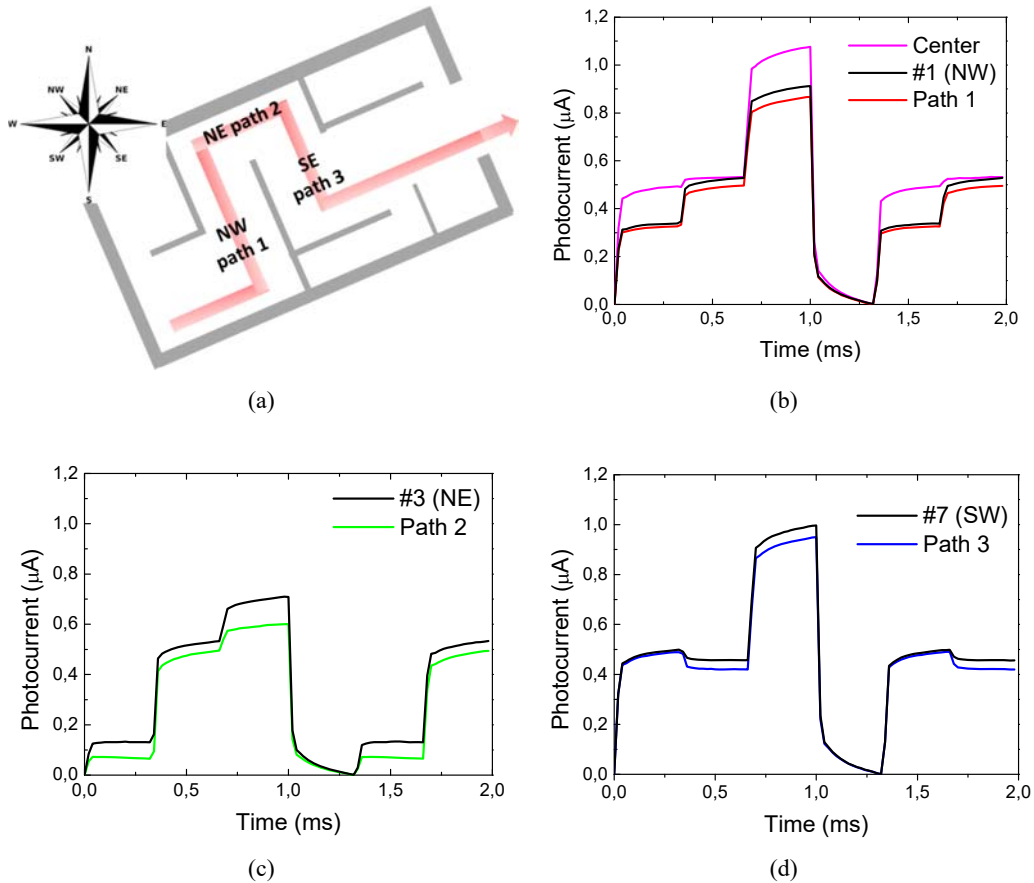 N
NW
NE
W
E
SW
SE
S
NE path 2
SE
path 3
NW
path 1
(a)
1,2
1,0
0,8
0,6
0,4
0,2
0,0
Photocurrent (μA)
Center
#1 (NW)
Path 1
0,0
0,5
1,0
1,5
2,0
Time (ms)
(b)
1,2
1,0
0,8
0,6
0,4
0,2
0,0
Photocurrent (μA)
#3 (NE)
Path 2
0,0
0,5
1,0
1,5
2,0
Time (ms)
(c)
1,2
1,0
0,8
0,6
0,4
0,2
0,0
Photocurrent (μA)
#7 (SW)
Path 3
0,0
0,5
1,0
1,5
2,0
Time (ms)
(d)